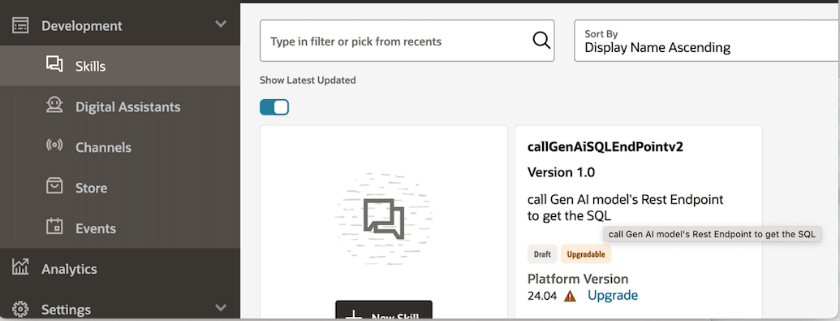 Development
Skills
Digital Assistants
Channels
Store
Events
Analytics
Settings
Type in filter or pick from recents
Sort By
Display Name Ascending
Show Latest Updated
New Skill
callGenAiSQLEndPointv2
Version 1.0
call Gen AI model's Rest Endpoint
to get the SQL
call Gen AI model's Rest Endpoint to get the SQL
Draft Upgradable
Platform Version
24.04 Upgrade